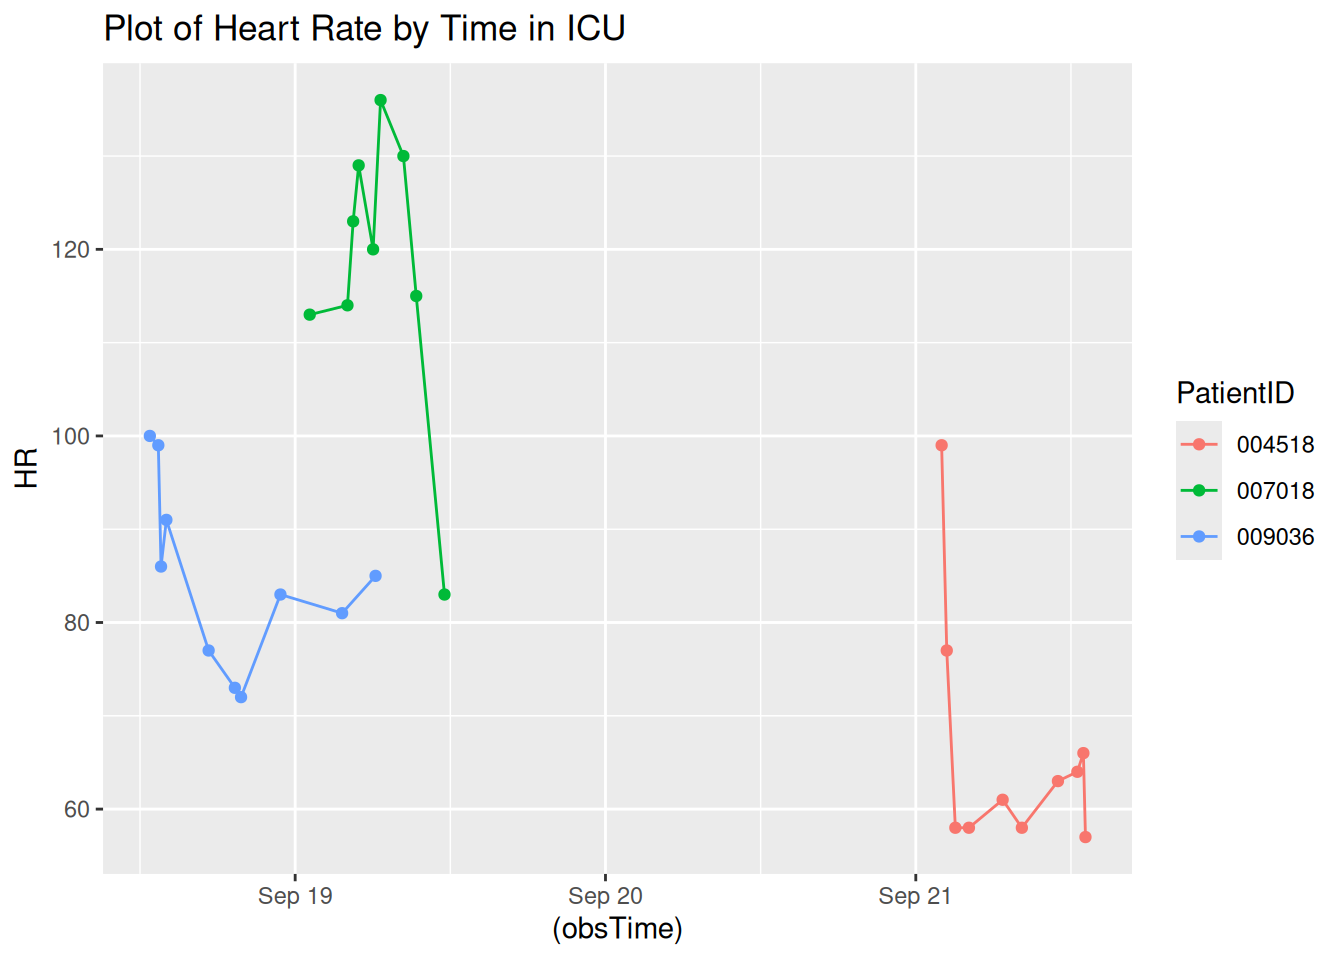 Plot of Heart Rate by Time in ICU
120
100
80
60
HR
Sep 19
Sep 20
Sep 21
(obsTime)
PatientID
004518
007018
009036